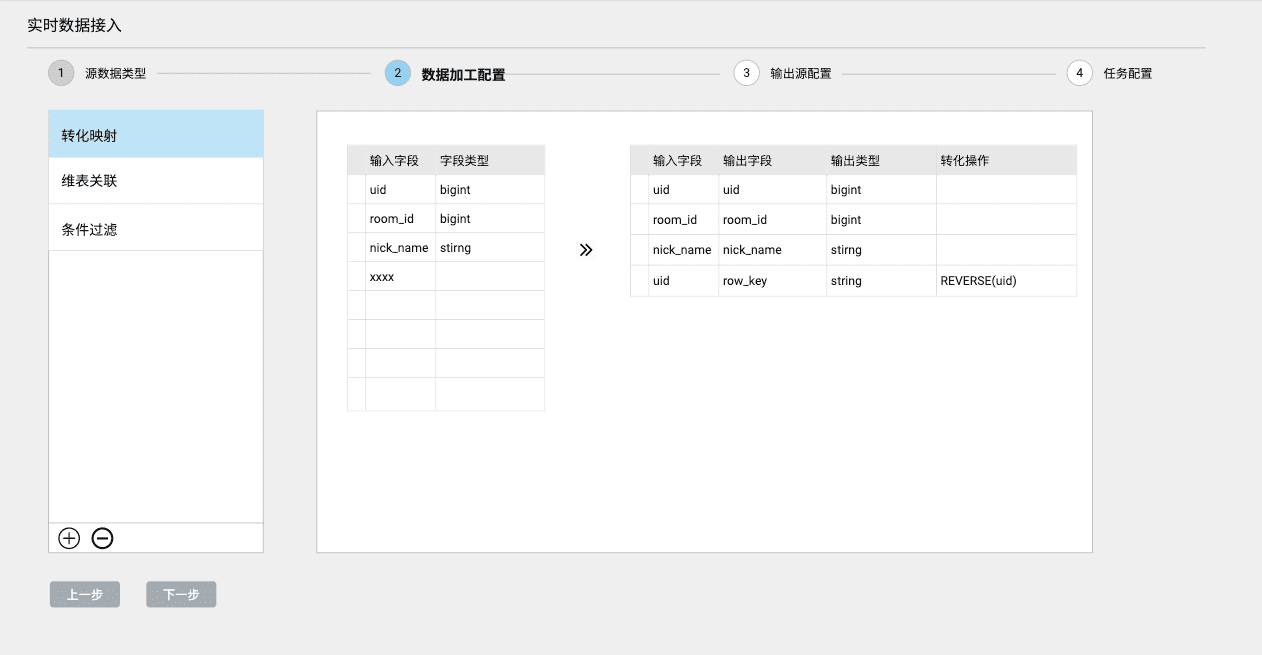 实时数据接入
1 源数据类型 2 数据加工配置 3 输出源配置 4 任务配置
转化映射
维表关联
条件过滤
输入字段 字段类型
uid bigint
room_id bigint
nick_name stirng
xxxx
输入字段 输出字段 输出类型 转化操作
uid uid bigint
room_id room_id bigint
nick_name nick_name stirng
uid row_key string REVERSE(uid)
上一步 下一步